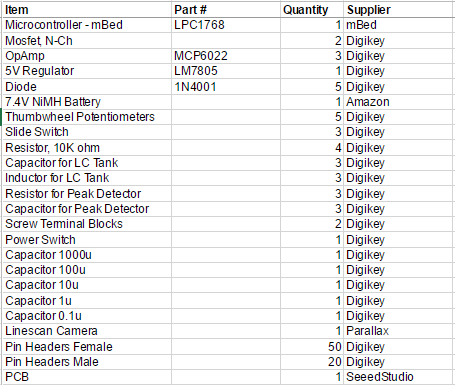 Item Part # Quantity Supplier
Microcontroller - mBed LPC1768 1 mBed
Mosfet, N-Ch 2 Digikey
OpAmp MCP6022 3 Digikey
5V Regulator LM7805 1 Digikey
Diode 1N4001 5 Digikey
7.4V NiMH Battery 1 Amazon
Thumbwheel Potentiometers 5 Digikey
Slide Switch 3 Digikey
Resistor, 10K ohm 4 Digikey
Capacitor for LC Tank 3 Digikey
Inductor for LC Tank 3 Digikey
Resistor for Peak Detector 3 Digikey
Capacitor for Peak Detector 3 Digikey
Screw Terminal Blocks 2 Digikey
Power Switch 1 Digikey
Capacitor 1000u 1 Digikey
Capacitor 100u 1 Digikey
Capacitor 10u 1 Digikey
Capacitor 1u 1 Digikey
Capacitor 0.1u 1 Digikey
Linescan Camera 1 Parallax
Pin Headers Female 50 Digikey
Pin Headers Male 20 Digikey
PCB 1 SeeedStudio